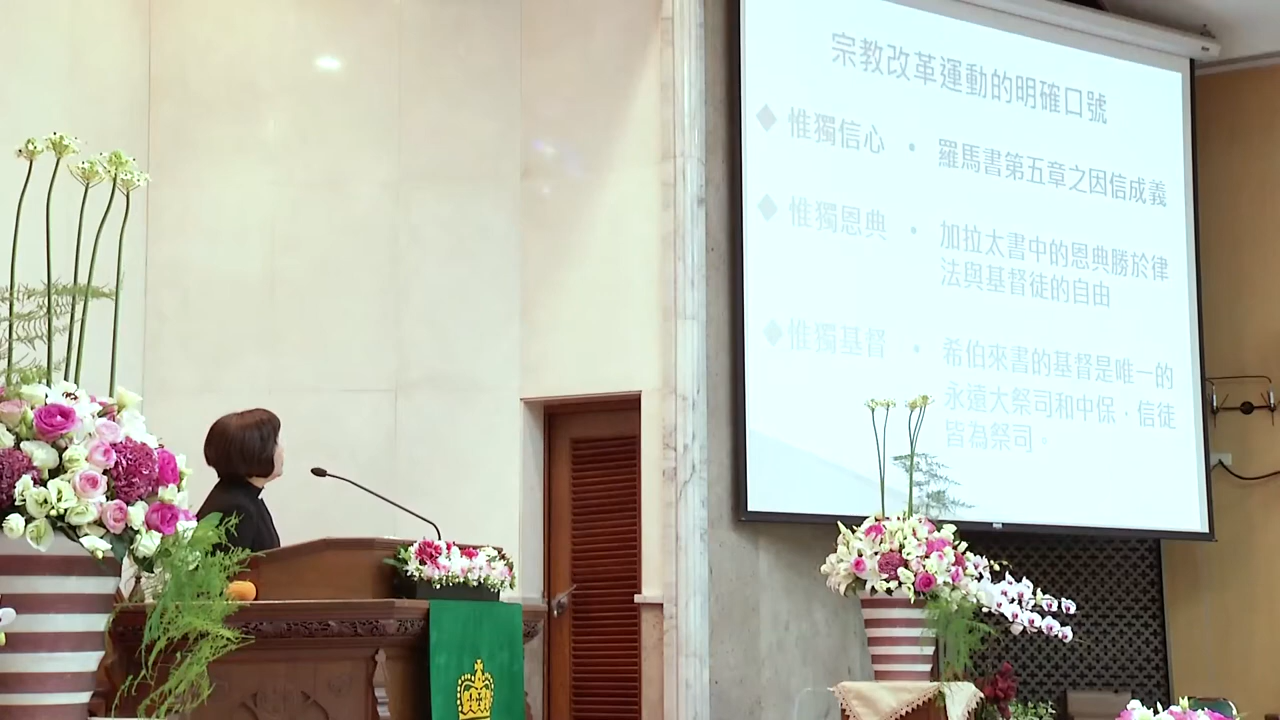 宗教改革運動的明確口號
惟獨信心 • 羅馬書第五章之因信成義
惟獨恩典 • 加拉太書中的恩典勝於律
法與基督徒的自由
惟獨基督 • 希伯來書的基督是唯一的
永遠大祭司和中保，信徒
皆為祭司。